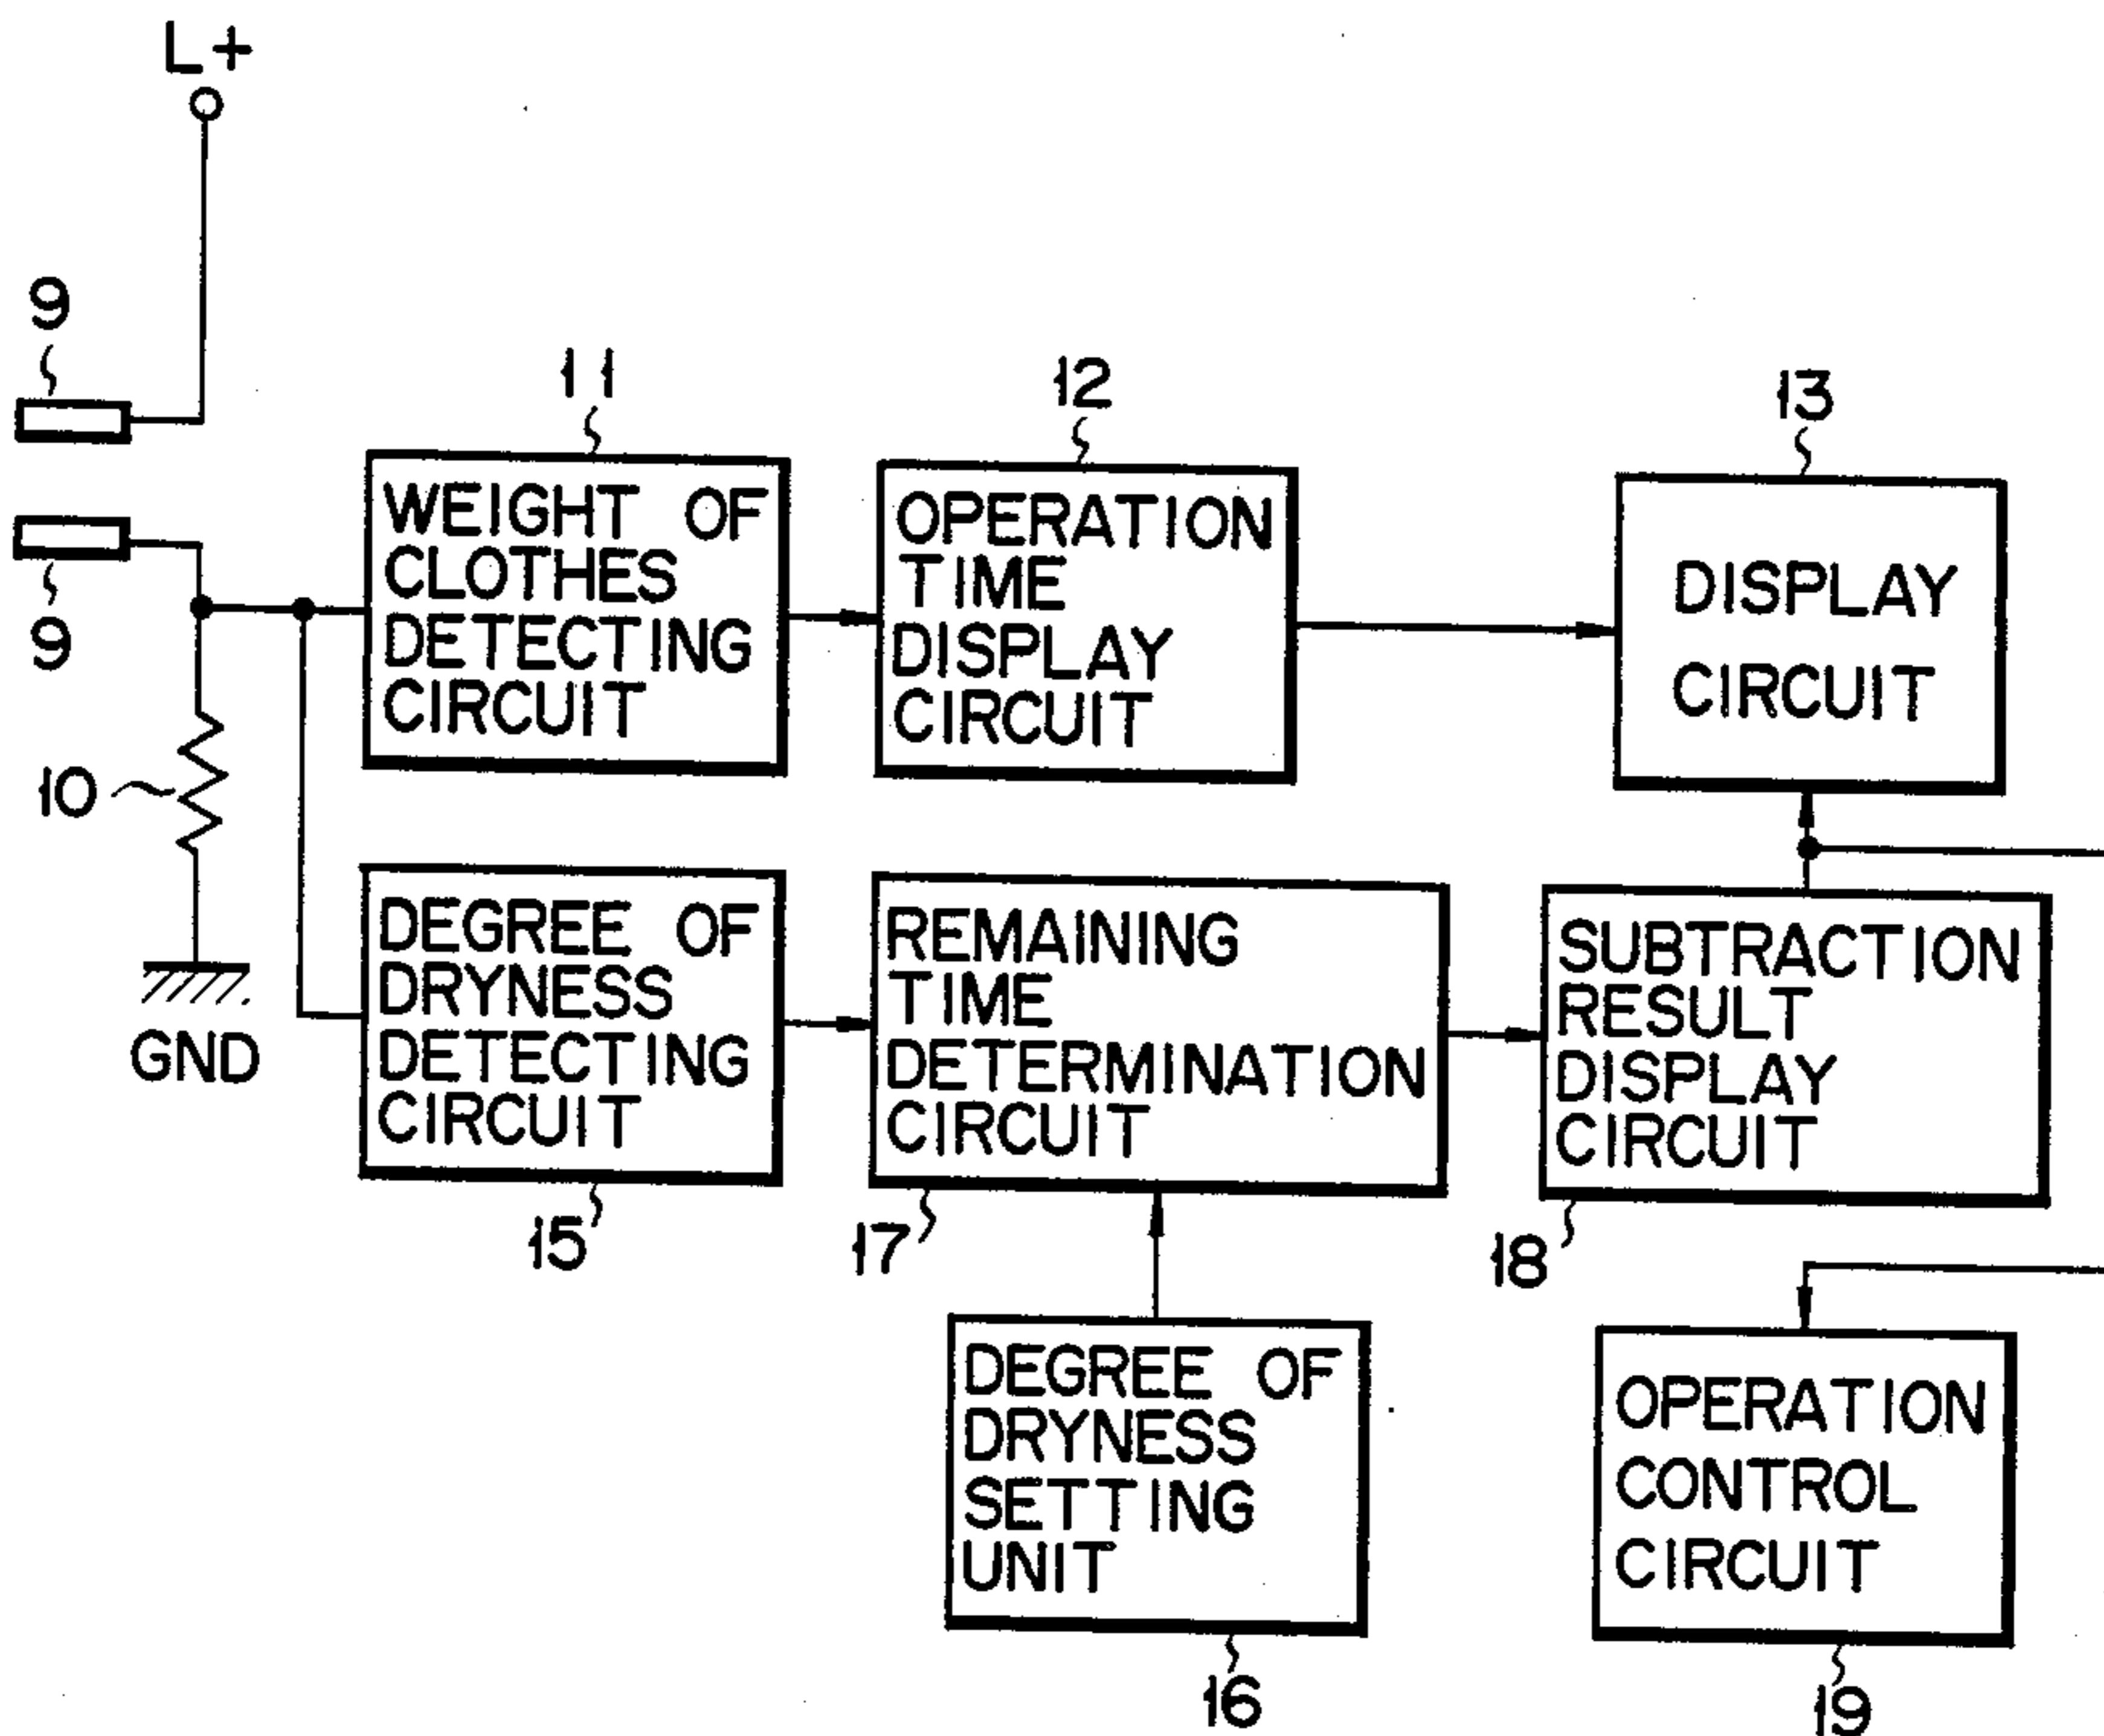 L+
9
9
10
GND
11
WEIGHT OF
CLOTHES
DETECTING
CIRCUIT
12
OPERATION
TIME
DISPLAY
CIRCUIT
13
DISPLAY
CIRCUIT
DEGREE OF
DRYNESS
DETECTING
CIRCUIT
15
REMAINING
TIME
DETERMINATION
CIRCUIT
17
SUBTRACTION
RESULT
DISPLAY
CIRCUIT
18
DEGREE OF
DRYNESS
SETTING
UNIT
16
OPERATION
CONTROL
CIRCUIT
19